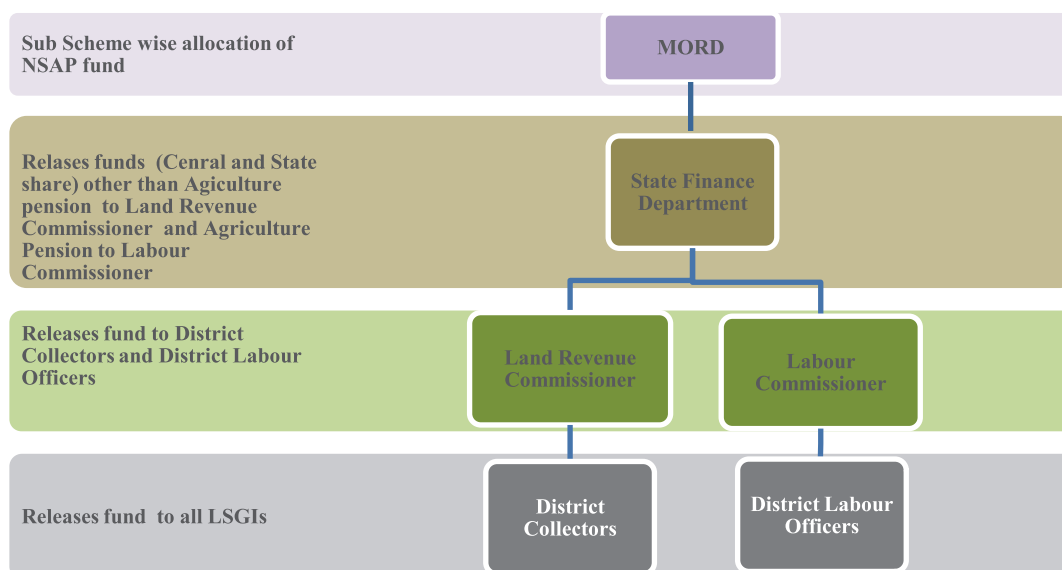 Sub Scheme wise allocation of
NSAP fund
MORD
Relases funds (Cenral and State
share) other than Agiculture
pension to Land Revenue
Commissioner and Agriculture
Pension to Labour
Commissioner
State Finance
Department
Releases fund to District
Collectors and District Labour
Officers
Land Revenue
Commissioner
Labour
Commissioner
Releases fund to all LSGIs
District
Collectors
District Labour
Officers